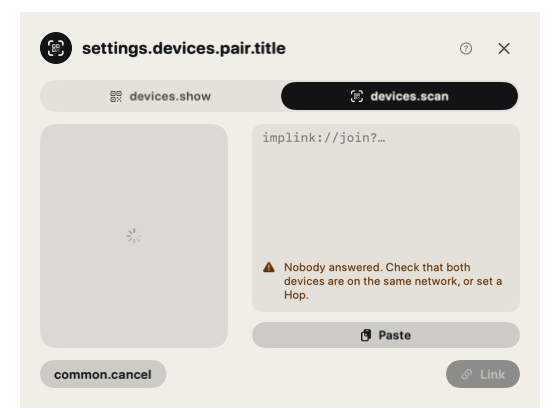 settings.devices.pair.title
devices.show
devices.scan
implink://join?…
Nobody answered. Check that both
devices are on the same network, or set a
Hop.
Paste
common.cancel
Link